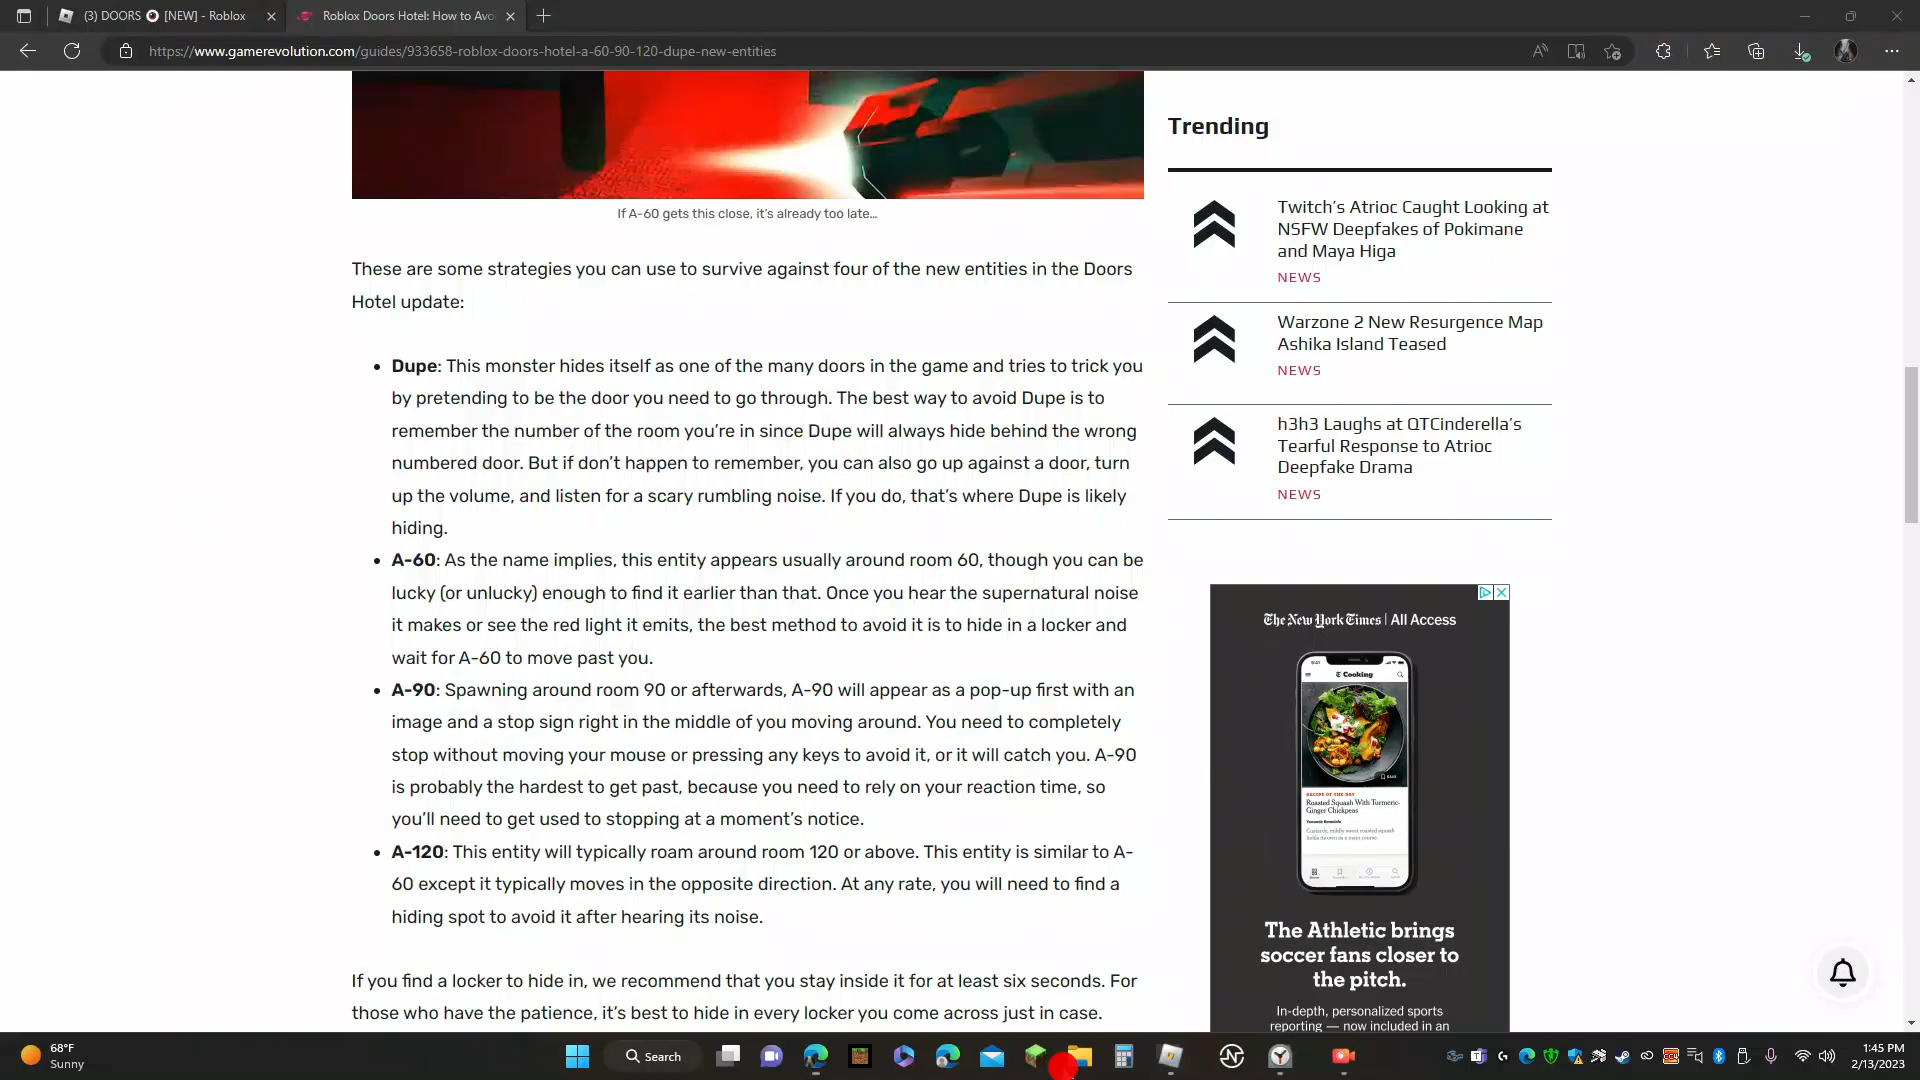 (3) DOORS [NEW] - Roblox
Roblox Doors Hotel: How to Avo
https://www.gamerevolution.com/guides/933658-roblox-doors-hotel-a-60-90-120-dupe-new-entities
If A-60 gets this close, it's already too late...
These are some strategies you can use to survive against four of the new entities in the Doors
Hotel update:
• Dupe: This monster hides itself as one of the many doors in the game and tries to trick you
by pretending to be the door you need to go through. The best way to avoid Dupe is to
remember the number of the room you're in since Dupe will always hide behind the wrong
numbered door. But if don't happen to remember, you can also go up against a door, turn
up the volume, and listen for a scary rumbling noise. If you do, that's where Dupe is likely
hiding.
• A-60: As the name implies, this entity appears usually around room 60, though you can be
lucky (or unlucky) enough to find it earlier than that. Once you hear the supernatural noise
it makes or see the red light it emits, the best method to avoid it is to hide in a locker and
wait for A-60 to move past you.
• A-90: Spawning around room 90 or afterwards, A-90 will appear as a pop-up first with an
image and a stop sign right in the middle of you moving around. You need to completely
stop without moving your mouse or pressing any keys to avoid it, or it will catch you. A-90
is probably the hardest to get past, because you need to rely on your reaction time, so
you'll need to get used to stopping at a moment's notice.
• A-120: This entity will typically roam around room 120 or above. This entity is similar to A-
60 except it typically moves in the opposite direction. At any rate, you will need to find a
hiding spot to avoid it after hearing its noise.
If you find a locker to hide in, we recommend that you stay inside it for at least six seconds. For
those who have the patience, it's best to hide in every locker you come across just in case.
Trending
Twitch's Atrioc Caught Looking at
NSFW Deepfakes of Pokimane
and Maya Higa
NEWS
Warzone 2 New Resurgence Map
Ashika Island Teased
NEWS
h3h3 Laughs at QTCinderella's
Tearful Response to Atrioc
Deepfake Drama
NEWS
The New York Times | All Access
Cooking
RECIPE OF THE DAY
Roasted Squash With Turmeric-
Ginger Chickpeas
The Athletic brings
soccer fans closer to
the pitch.
In-depth, personalized sports
reporting — now included in an
68°F
Sunny
Search
1:45 PM
2/13/2023